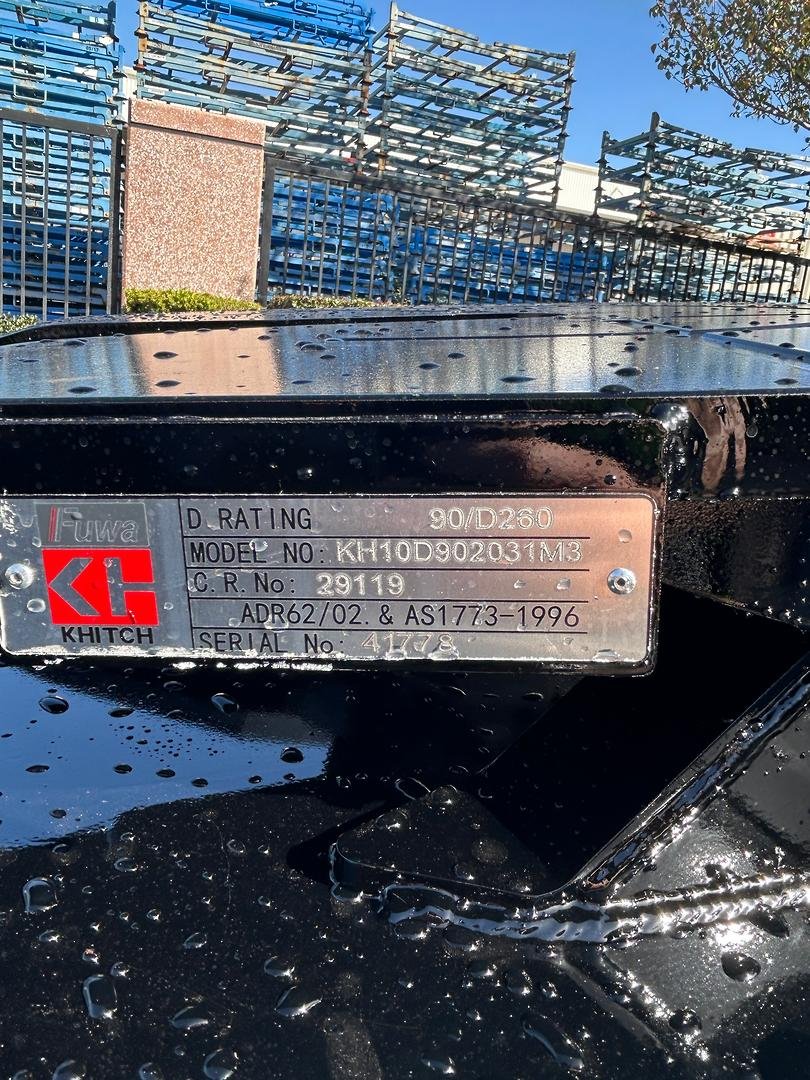 Fuwa
KH
KHITCH
D.RATING 90/D260
MODEL NO: KH10D902031M3
C.R.No: 29119
ADR62/02. & AS1773-1996
SERIAL No: 41778